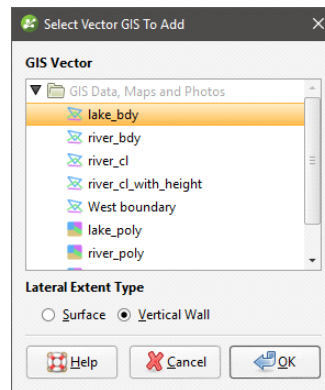 Select Vector GIS To Add
GIS Vector
GIS Data, Maps and Photos
lake_bdy
river_bdy
river_cl
river_cl_with_height
West boundary
lake_poly
river_poly
Lateral Extent Type
Surface Vertical Wall
Help Cancel OK